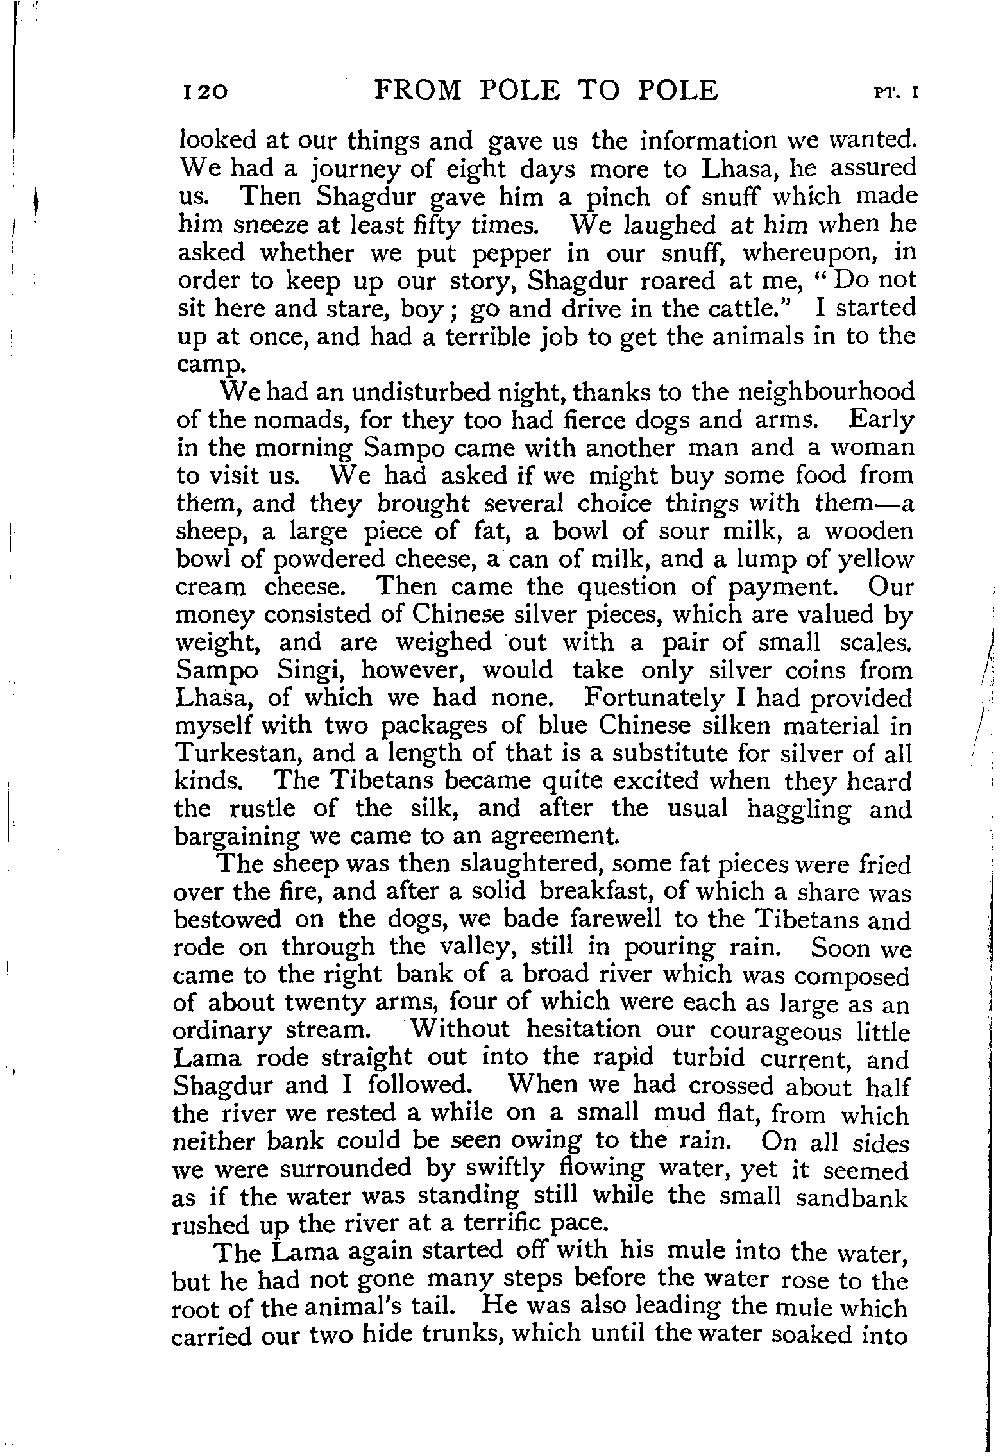 120 FROM POLE TO POLE PT. I
looked at our things and gave us the information we wanted.
We had a journey of eight days more to Lhasa, he assured
us. Then Shagdur gave him a pinch of snuff which made
him sneeze at least fifty times. We laughed at him when he
asked whether we put pepper in our snuff, whereupon, in
order to keep up our story, Shagdur roared at me, “Do not
sit here and stare, boy; go and drive in the cattle.” I started
up at once, and had a terrible job to get the animals in to the
camp.
We had an undisturbed night, thanks to the neighbourhood
of the nomads, for they too had fierce dogs and arms. Early
in the morning Sampo came with another man and a woman
to visit us. We had asked if we might buy some food from
them, and they brought several choice things with them—a
sheep, a large piece of fat, a bowl of sour milk, a wooden
bowl of powdered cheese, a can of milk, and a lump of yellow
cream cheese. Then came the question of payment. Our
money consisted of Chinese silver pieces, which are valued by
weight, and are weighed out with a pair of small scales.
Sampo Singi, however, would take only silver coins from
Lhasa, of which we had none. Fortunately I had provided
myself with two packages of blue Chinese silken material in
Turkestan, and a length of that is a substitute for silver of all
kinds. The Tibetans became quite excited when they heard
the rustle of the silk, and after the usual haggling and
bargaining we came to an agreement.
The sheep was then slaughtered, some fat pieces were fried
over the fire, and after a solid breakfast, of which a share was
bestowed on the dogs, we bade farewell to the Tibetans and
rode on through the valley, still in pouring rain. Soon we
came to the right bank of a broad river which was composed
of about twenty arms, four of which were each as large as an
ordinary stream. Without hesitation our courageous little
Lama rode straight out into the rapid turbid current, and
Shagdur and I followed. When we had crossed about half
the river we rested a while on a small mud flat, from which
neither bank could be seen owing to the rain. On all sides
we were surrounded by swiftly flowing water, yet it seemed
as if the water was standing still while the small sandbank
rushed up the river at a terrific pace.
The Lama again started off with his mule into the water,
but he had not gone many steps before the water rose to the
root of the animal's tail. He was also leading the mule which
carried our two hide trunks, which until the water soaked into